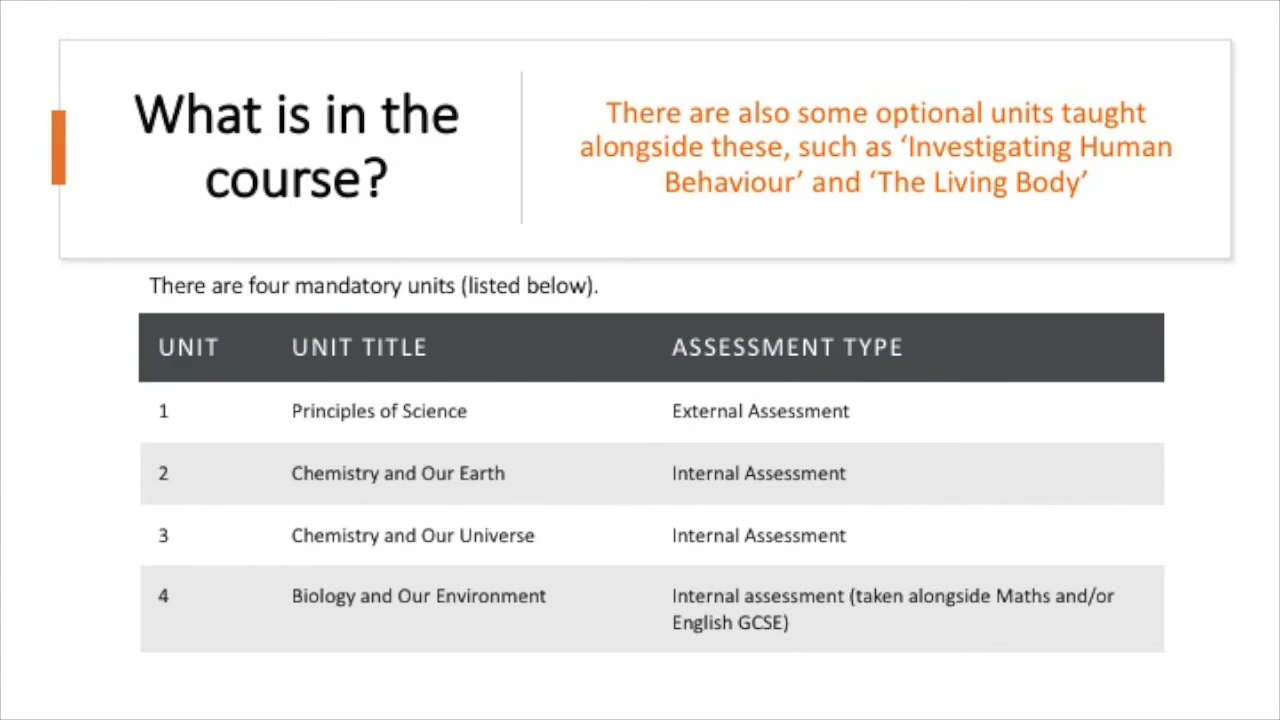 What is in the
course?
There are also some optional units taught
alongside these, such as ‘Investigating Human
Behaviour’ and ‘The Living Body’
There are four mandatory units (listed below).
UNIT UNIT TITLE ASSESSMENT TYPE
1 Principles of Science External Assessment
2 Chemistry and Our Earth Internal Assessment
3 Chemistry and Our Universe Internal Assessment
4 Biology and Our Environment Internal assessment (taken alongside Maths and/or
English GCSE)